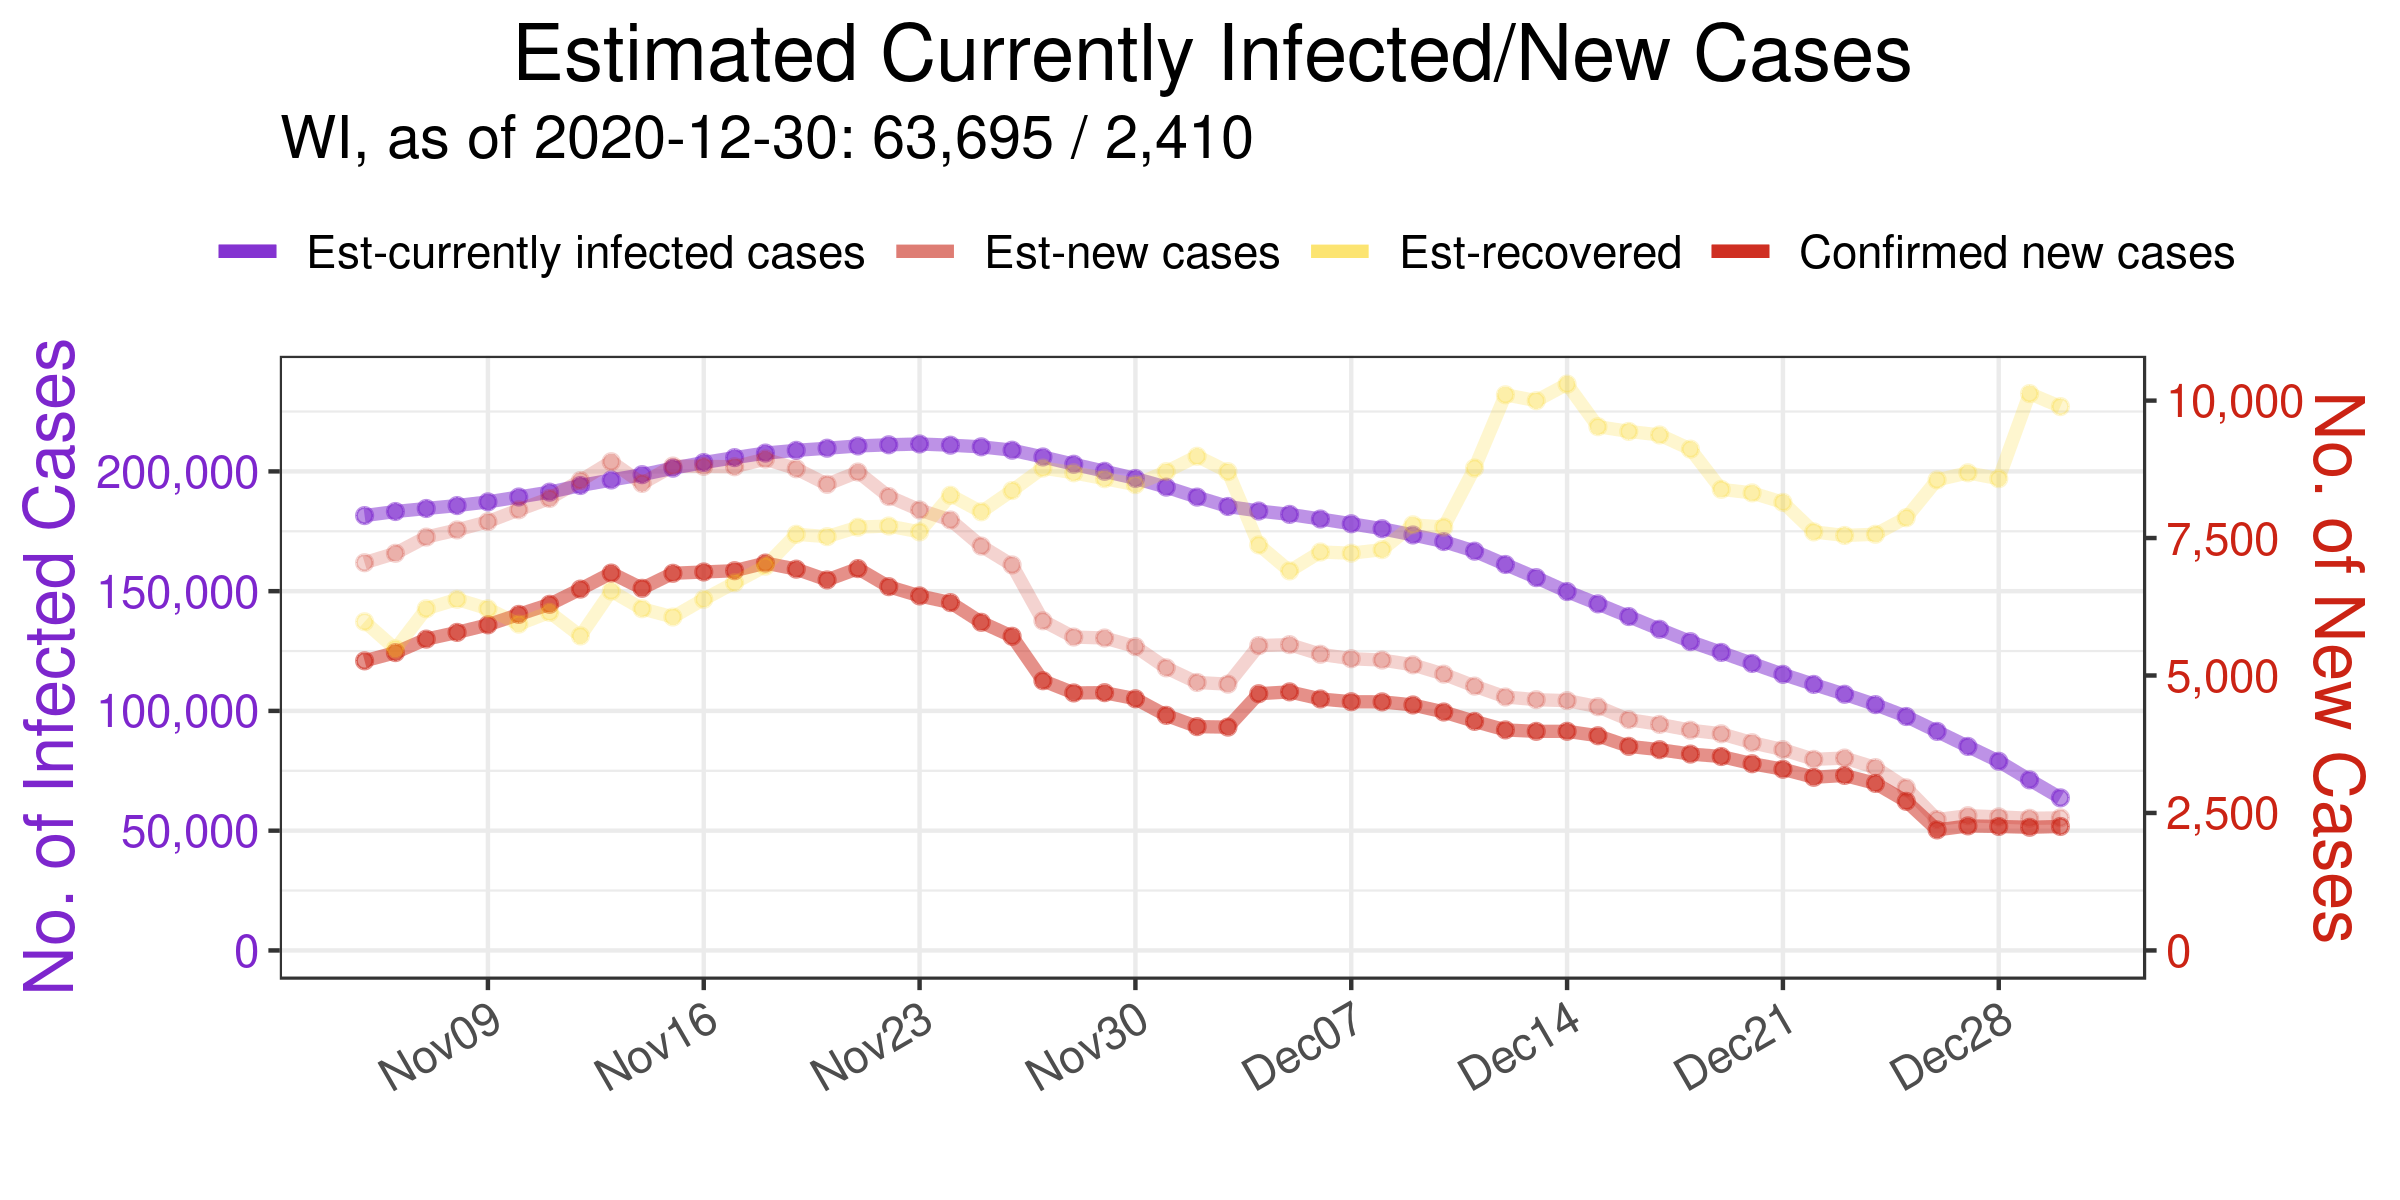 Estimated Currently Infected/New Cases
WI, as of 2020-12-30: 63,695 / 2,410
Est-currently infected cases Est-new cases Est-recovered Confirmed new cases
No. of Infected Cases
200,000
150,000
100,000
50,000
0
10,000
7,500
5,000
2,500
0
No. of New Cases
Nov09 Nov16 Nov23 Nov30 Dec07 Dec14 Dec21 Dec28